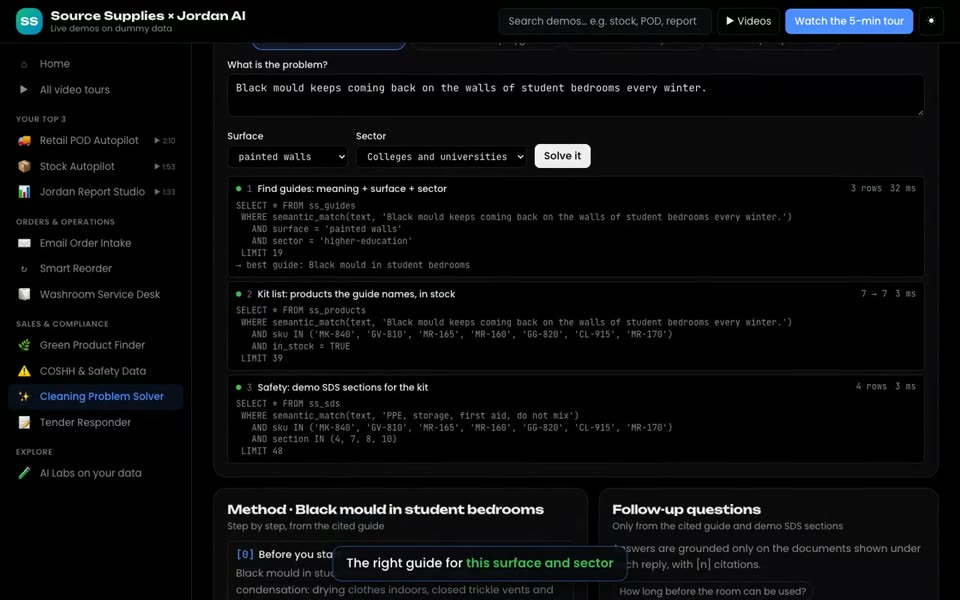 SS
Source Supplies × Jordan AI
Live demos on dummy data
Search demos... e.g. stock, POD, report
▶ Videos
Watch the 5-min tour
Home
All video tours
YOUR TOP 3
Retail POD Autopilot ▶ 2:10
Stock Autopilot ▶ 1:53
Jordan Report Studio ▶ 1:33
ORDERS & OPERATIONS
Email Order Intake
Smart Reorder
Washroom Service Desk
SALES & COMPLIANCE
Green Product Finder
COSHH & Safety Data
Cleaning Problem Solver
Tender Responder
EXPLORE
AI Labs on your data
What is the problem?
Black mould keeps coming back on the walls of student bedrooms every winter.
Surface
Sector
painted walls
Colleges and universities
Solve it
1 Find guides: meaning + surface + sector
3 rows 32 ms
SELECT * FROM ss_guides
WHERE semantic_match(text, 'Black mould keeps coming back on the walls of student bedrooms every winter.')
AND surface = 'painted walls'
AND sector = 'higher-education'
LIMIT 19
→ best guide: Black mould in student bedrooms
2 Kit list: products the guide names, in stock
7 → 7 3 ms
SELECT * FROM ss_products
WHERE semantic_match(text, 'Black mould keeps coming back on the walls of student bedrooms every winter.')
AND sku IN ('MK-840', 'GV-810', 'MR-165', 'MR-160', 'GG-820', 'CL-915', 'MR-170')
AND in_stock = TRUE
LIMIT 39
3 Safety: demo SDS sections for the kit
4 rows 3 ms
SELECT * FROM ss_sds
WHERE semantic_match(text, 'PPE, storage, first aid, do not mix')
AND sku IN ('MK-840', 'GV-810', 'MR-165', 'MR-160', 'GG-820', 'CL-915', 'MR-170')
AND section IN (4, 7, 8, 10)
LIMIT 48
Method · Black mould in student bedrooms
Step by step, from the cited guide
[0] Before you sta
Black mould in stud
condensation: drying clothes indoors, closed trickle vents and
Follow-up questions
Only from the cited guide and demo SDS sections
Answers are grounded only on the documents shown under
ch reply, with [n] citations.
How long before the room can be used?
The right guide for this surface and sector